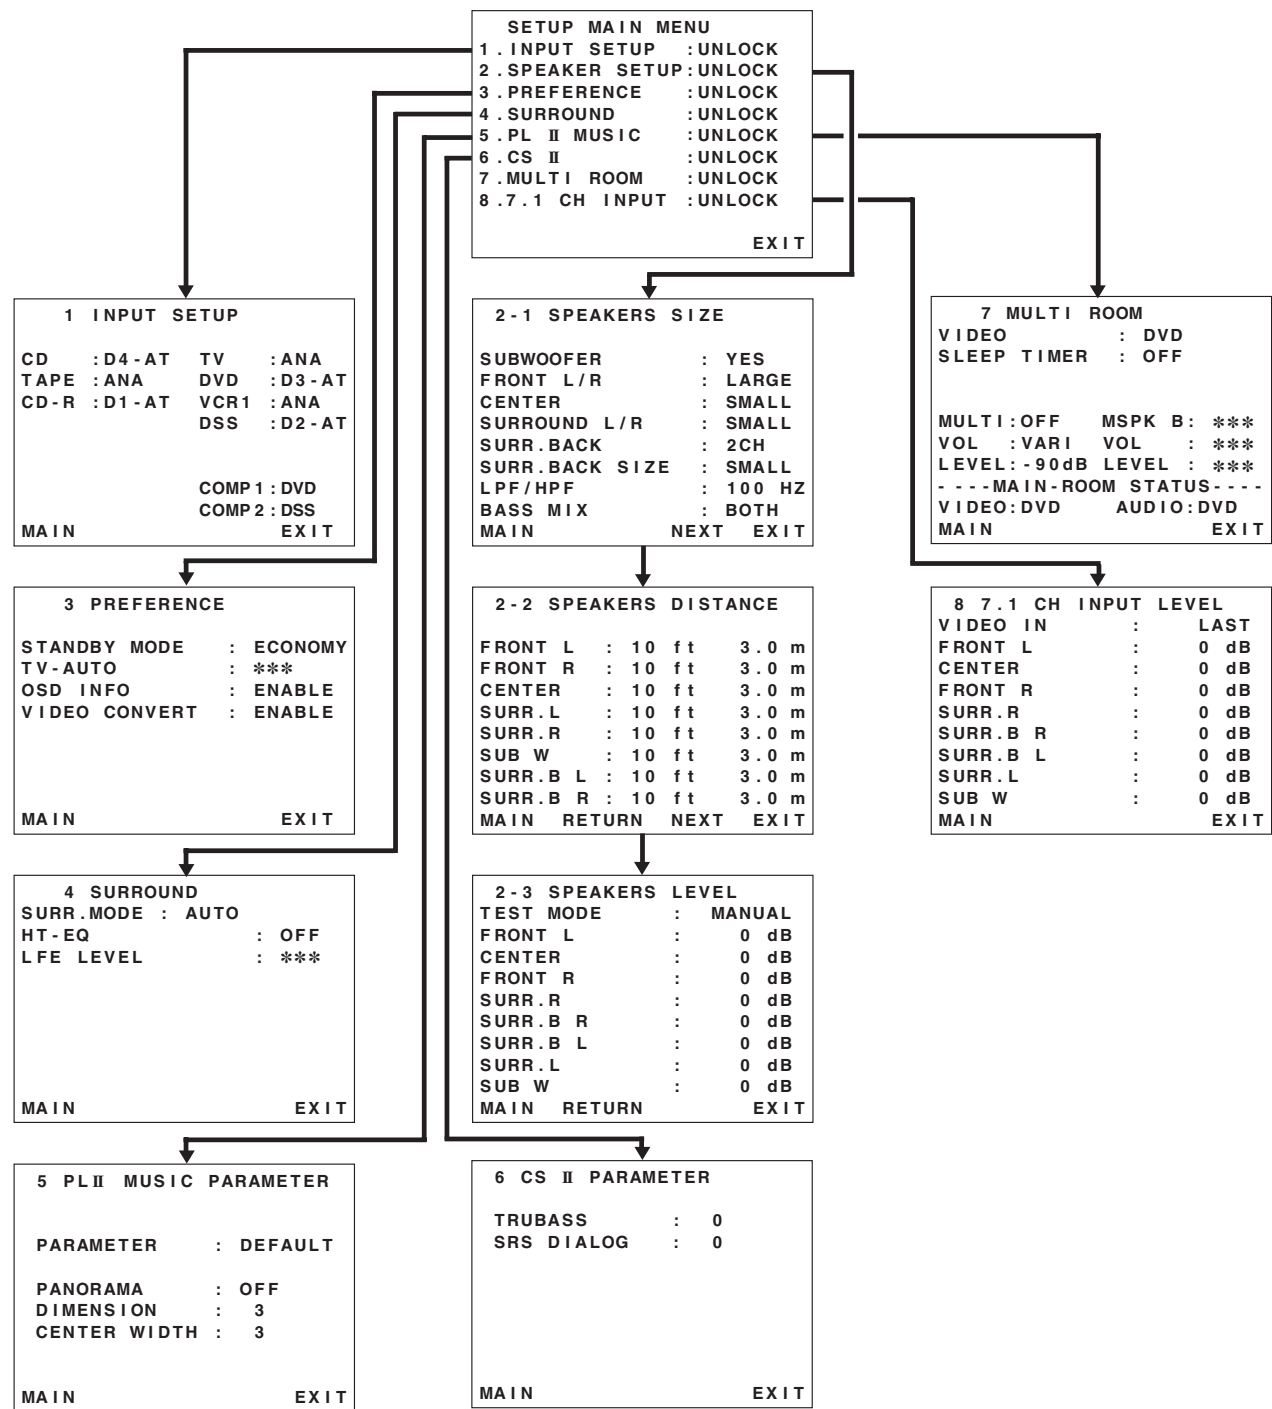 SETUP MAIN MENU
1.INPUT SETUP :UNLOCK
2.SPEAKER SETUP:UNLOCK
3.PREFERENCE :UNLOCK
4.SURROUND :UNLOCK
5.PL II MUSIC :UNLOCK
6.CS II :UNLOCK
7.MULTI ROOM :UNLOCK
8.7.1 CH INPUT :UNLOCK
EXIT
1 INPUT SETUP
CD :D4-AT TV :ANA
TAPE :ANA DVD :D3-AT
CD-R :D1-AT VCR1 :ANA
DSS :D2-AT
COMP1:DVD
COMP2:DSS
MAIN EXIT
2-1 SPEAKERS SIZE
SUBWOOFER : YES
FRONT L/R : LARGE
CENTER : SMALL
SURROUND L/R : SMALL
SURR.BACK : 2CH
SURR.BACK SIZE : SMALL
LPF/HPF : 100 HZ
BASS MIX : BOTH
MAIN NEXT EXIT
7 MULTI ROOM
VIDEO : DVD
SLEEP TIMER : OFF
MULTI:OFF MSPK B: ***
VOL :VARI VOL : ***
LEVEL:-90dB LEVEL : ***
----MAIN-ROOM STATUS----
VIDEO:DVD AUDIO:DVD
MAIN EXIT
3 PREFERENCE
STANDBY MODE : ECONOMY
TV-AUTO : ***
OSD INFO : ENABLE
VIDEO CONVERT : ENABLE
MAIN EXIT
2-2 SPEAKERS DISTANCE
FRONT L : 10 ft 3.0 m
FRONT R : 10 ft 3.0 m
CENTER : 10 ft 3.0 m
SURR.L : 10 ft 3.0 m
SURR.R : 10 ft 3.0 m
SUB W : 10 ft 3.0 m
SURR.B L : 10 ft 3.0 m
SURR.B R : 10 ft 3.0 m
MAIN RETURN NEXT EXIT
8 7.1 CH INPUT LEVEL
VIDEO IN : LAST
FRONT L : 0 dB
CENTER : 0 dB
FRONT R : 0 dB
SURR.R : 0 dB
SURR.B R : 0 dB
SURR.B L : 0 dB
SURR.L : 0 dB
SUB W : 0 dB
MAIN EXIT
4 SURROUND
SURR.MODE : AUTO
HT-EQ : OFF
LFE LEVEL : ***
MAIN EXIT
2-3 SPEAKERS LEVEL
TEST MODE : MANUAL
FRONT L : 0 dB
CENTER : 0 dB
FRONT R : 0 dB
SURR.R : 0 dB
SURR.B R : 0 dB
SURR.B L : 0 dB
SURR.L : 0 dB
SUB W : 0 dB
MAIN RETURN EXIT
5 PLII MUSIC PARAMETER
PARAMETER : DEFAULT
PANORAMA : OFF
DIMENSION : 3
CENTER WIDTH : 3
MAIN EXIT
6 CS II PARAMETER
TRUBASS : 0
SRS DIALOG : 0
MAIN EXIT